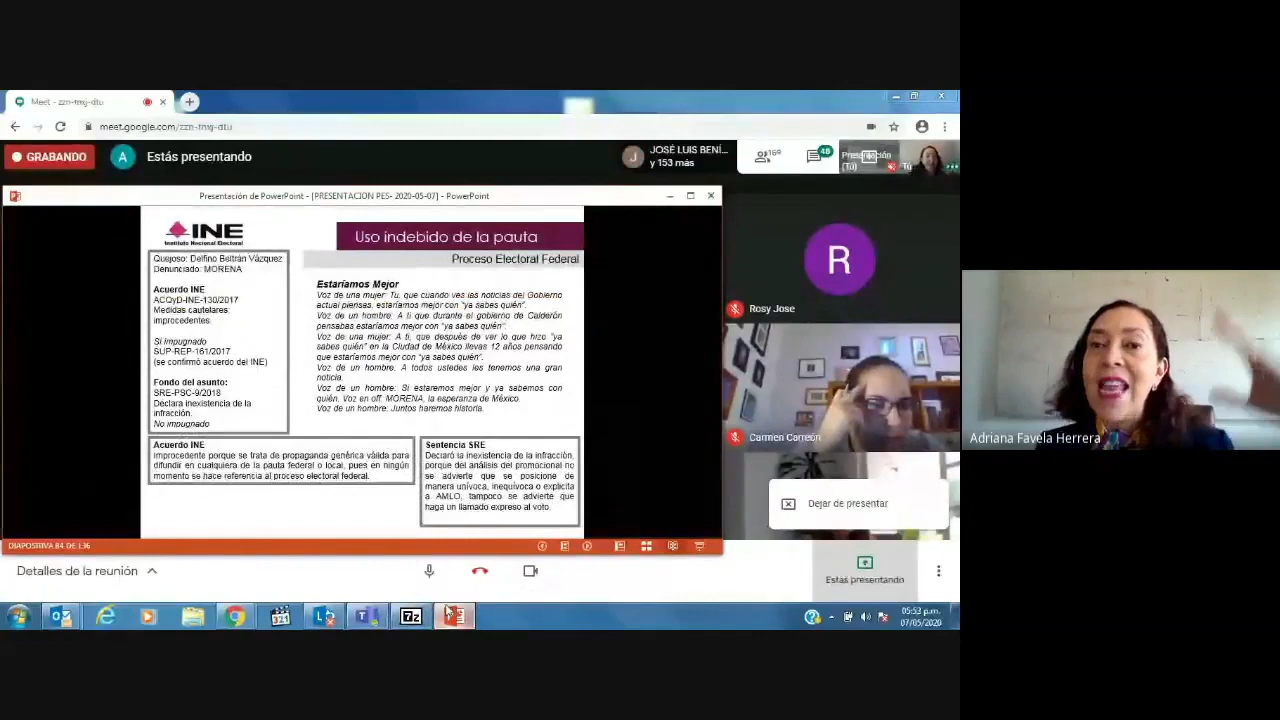 Meet - zzn-tmjj-dtu
meet.google.com/zzn-tmjj-dtu
GRABANDO
A
Estás presentando
J
JOSÉ LUIS BENÍ...
y 153 más
48
Presentación
(Tú)
Tú
Presentación de PowerPoint - [PRESENTACION PES- 2020-05-07] - PowerPoint
INE
Instituto Nacional Electoral
Uso indebido de la pauta
Proceso Electoral Federal
Quejoso: Delfino Beltrán Vázquez
Denunciado: MORENA
Acuerdo INE
ACQyD-INE-130/2017
Medidas cautelares:
improcedentes.
Sí impugnado
SUP-REP-161/2017
(se confirmó acuerdo del INE)
Fondo del asunto:
SRE-PSC-9/2018
Declara inexistencia de la
infracción.
No impugnado
Estaríamos Mejor
Voz de una mujer: Tu, que cuando ves las noticias del Gobierno
actual piensas, estaríamos mejor con "ya sabes quién".
Voz de un hombre: A ti que durante el gobierno de Calderón
pensabas estaríamos mejor con "ya sabes quién".
Voz de una mujer: A ti, que después de ver lo que hizo "ya
sabes quién" en la Ciudad de México llevas 12 años pensando
que estaríamos mejor con "ya sabes quién".
Voz de un hombre: A todos ustedes les tenemos una gran
noticia.
Voz de un hombre: Si estaremos mejor y ya sabemos con
quién. Voz en off: MORENA, la esperanza de México.
Voz de un hombre: Juntos haremos historia.
Acuerdo INE
Improcedente porque se trata de propaganda genérica válida para
difundir en cualquiera de la pauta federal o local, pues en ningún
momento se hace referencia al proceso electoral federal.
Sentencia SRE
Declaró la inexistencia de la infracción,
porque del análisis del promocional no
se advierte que se posicione de
manera unívoca, inequívoca o explícita
a AMLO, tampoco se advierte que
haga un llamado expreso al voto.
DIAPOSITIVA 84 DE 136
R
Rosy Jose
Carmen Carreón
Dejar de presentar
Adriana Favela Herrera
Detalles de la reunión
Estás presentando
321
7z
05:53 p.m.
07/05/2020